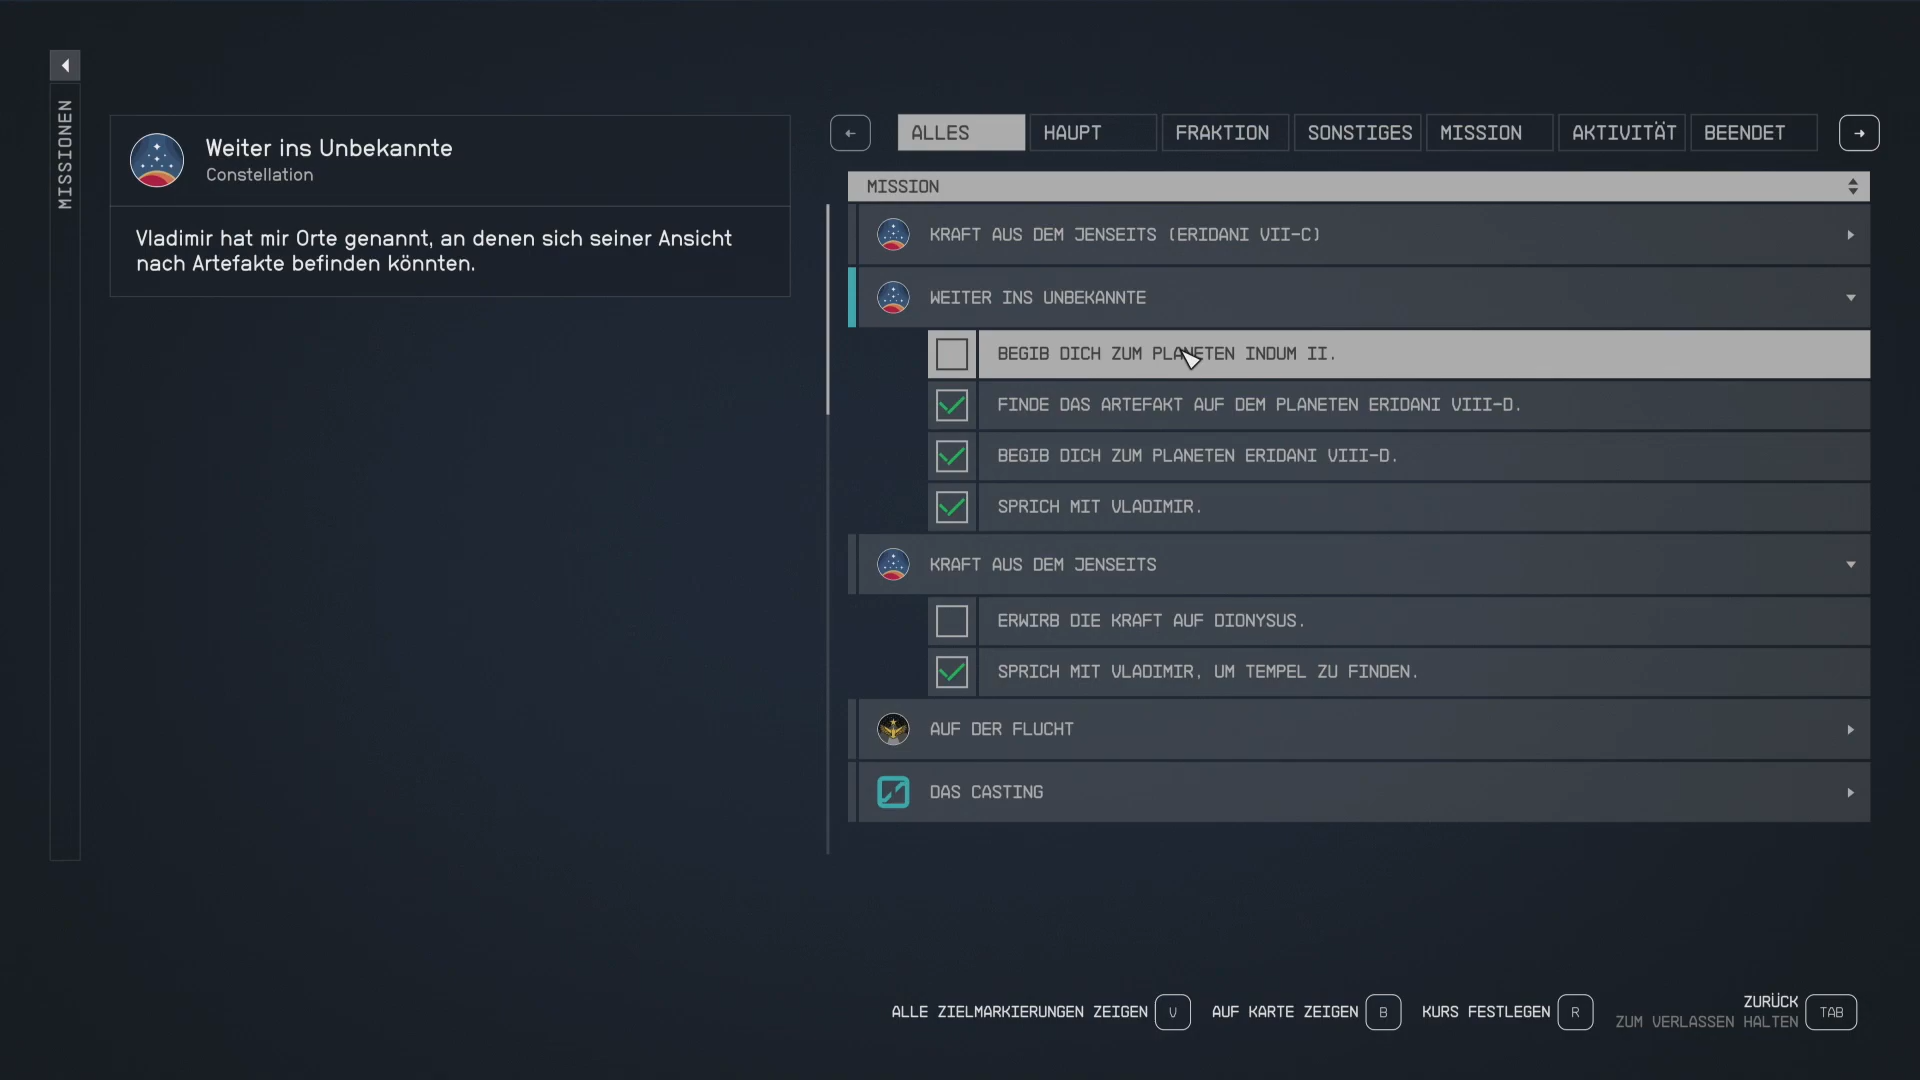 MISSIONEN
Weiter ins Unbekannte
Constellation
Vladimir hat mir Orte genannt, an denen sich seiner Ansicht
nach Artefakte befinden könnten.
ALLES HAUPT FRAKTION SONSTIGES MISSION AKTIVITÄT BEENDET
MISSION
KRAFT AUS DEM JENSEITS (ERIDANI VII-C)
WEITER INS UNBEKANNTE
BEGIB DICH ZUM PLANETEN INDUM II.
FINDE DAS ARTEFAKT AUF DEM PLANETEN ERIDANI VIII-D.
BEGIB DICH ZUM PLANETEN ERIDANI VIII-D.
SPRICH MIT VLADIMIR.
KRAFT AUS DEM JENSEITS
ERWIRB DIE KRAFT AUF DIONYSUS.
SPRICH MIT VLADIMIR, UM TEMPEL ZU FINDEN.
AUF DER FLUCHT
DAS CASTING
ALLE ZIELMARKIERUNGEN ZEIGEN V AUF KARTE ZEIGEN B KURS FESTLEGEN R ZURÜCK TAB
ZUM VERLASSEN HALTEN